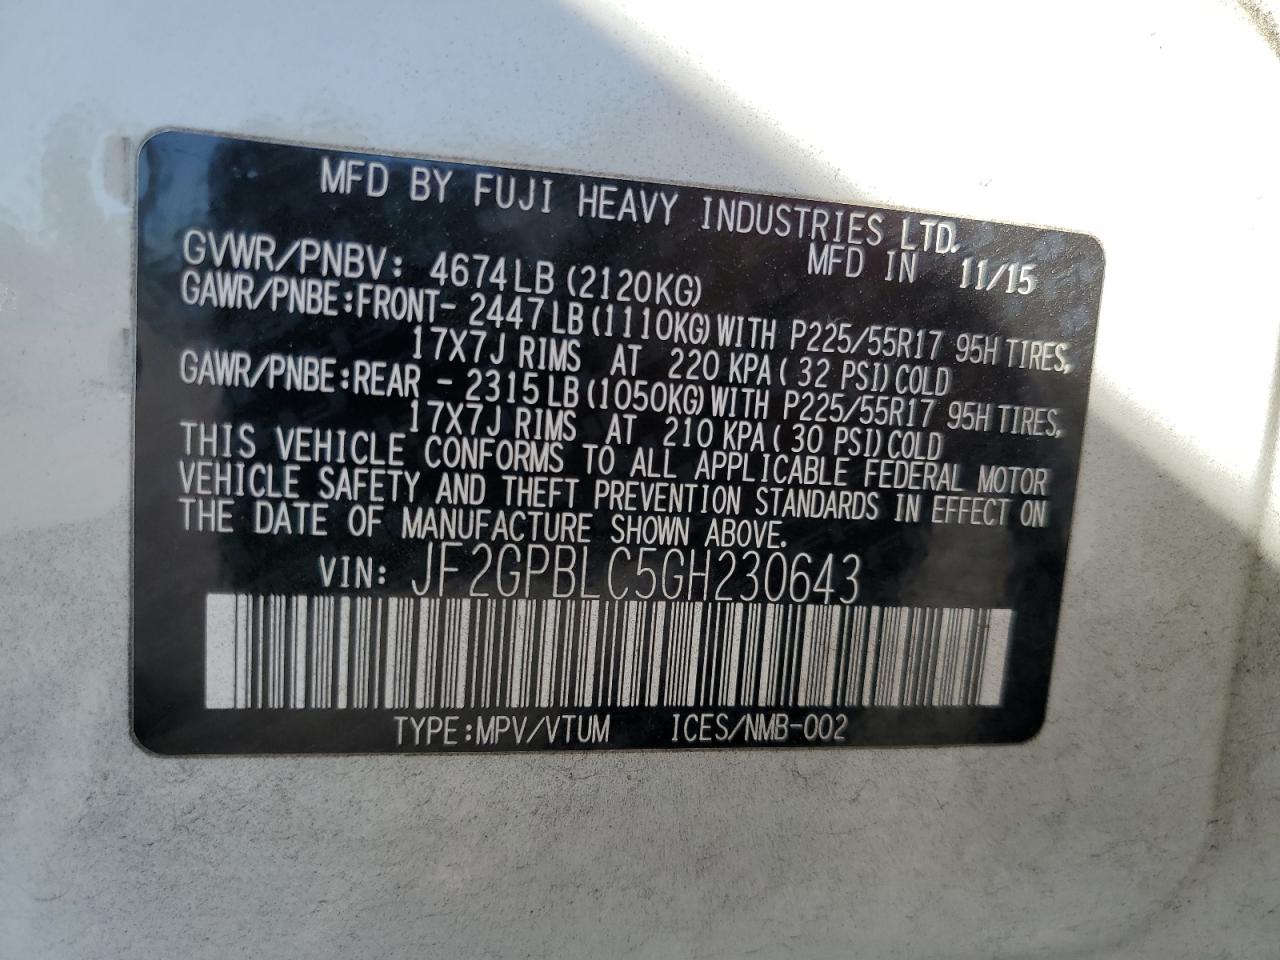 MFD BY FUJI HEAVY INDUSTRIES LTD.
MFD IN 11/15
GVWR/PNBV: 4674LB (2120KG)
GAWR/PNBE:FRONT- 2447LB(1110KG)WITH P225/55R17 95H TIRES,
17X7J RIMS AT 220 KPA( 32 PSI)COLD
GAWR/PNBE:REAR - 2315LB(1050KG)WITH P225/55R17 95H TIRES,
17X7J RIMS AT 210 KPA( 30 PSI)COLD
THIS VEHICLE CONFORMS TO ALL APPLICABLE FEDERAL MOTOR
VEHICLE SAFETY AND THEFT PREVENTION STANDARDS IN EFFECT ON
THE DATE OF MANUFACTURE SHOWN ABOVE.
VIN: JF2GPBLC5GH230643
TYPE:MPV/VTUM ICES/NMB-002